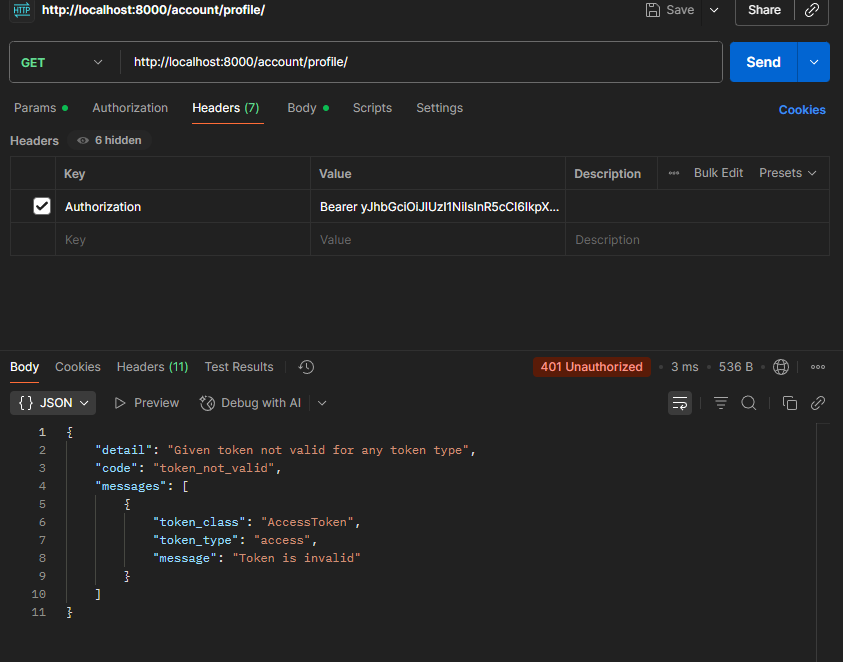 HTTP http://localhost:8000/account/profile/ Save Share
GET http://localhost:8000/account/profile/ Send
Params Authorization Headers (7) Body Scripts Settings Cookies
Headers 6 hidden
Key Value Description Bulk Edit Presets
Authorization Bearer yJhbGciOiJIUzI1NiIsInR5cCI6IkpX...
Key Value Description
Body Cookies Headers (11) Test Results 401 Unauthorized 3 ms 536 B
{} JSON Preview Debug with AI
1 {
2 "detail": "Given token not valid for any token type",
3 "code": "token_not_valid",
4 "messages": [
5 {
6 "token_class": "AccessToken",
7 "token_type": "access",
8 "message": "Token is invalid"
9 }
10 ]
11 }